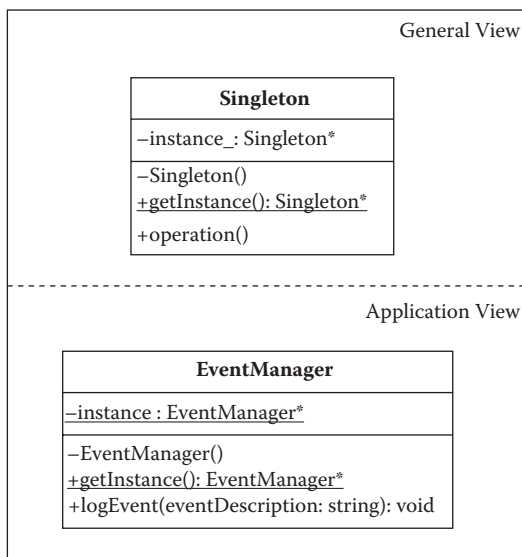 General View
Singleton
–instance_: Singleton*
–Singleton()
+getInstance(): Singleton*
+operation()
Application View
EventManager
–instance : EventManager*
–EventManager()
+getInstance(): EventManager*
+logEvent(eventDescription: string): void